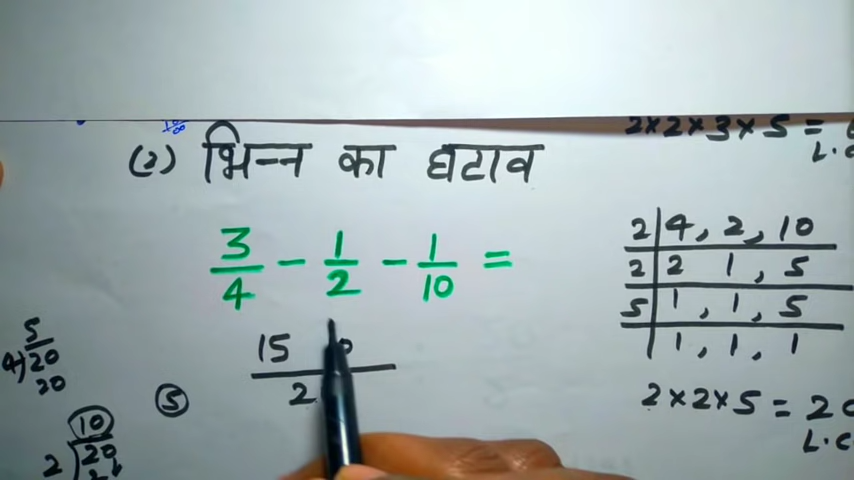 2×2×3×5 =
L.C
(2) भिन्न का घटाव
3/4 - 1/2 - 1/10 =
2 | 4, 2, 10
2 | 2 1, 5
5 | 1, 1, 5
1, 1, 1
2×2×5 = 20
L.C
15
2
5
5
4)20
20
10
2)20